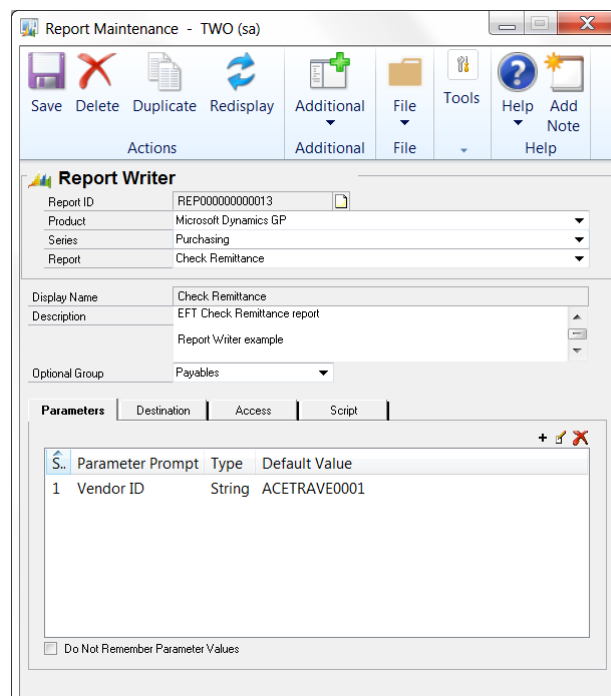 Report Maintenance - TWO (sa)
Save Delete Duplicate Redisplay Additional File Tools Help Add Note
Actions Additional File Help
Report Writer
Report ID REP000000000013
Product Microsoft Dynamics GP
Series Purchasing
Report Check Remittance
Display Name Check Remittance
Description EFT Check Remittance report
Report Writer example
Optional Group Payables
Parameters Destination Access Script
S.. Parameter Prompt Type Default Value
1 Vendor ID String ACETRAVE0001
Do Not Remember Parameter Values